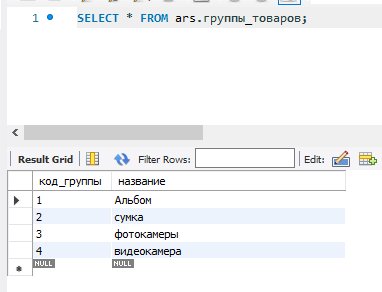 1 SELECT * FROM ars.группы_товаров;
Result Grid Filter Rows: Edit:
код_группы название
1 Альбом
2 сумка
3 фотокамеры
4 видеокамера
NULL NULL